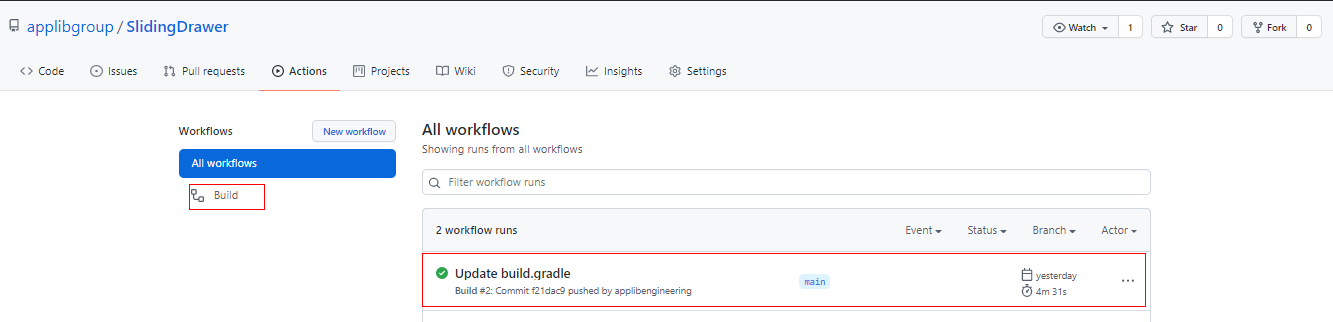 applibgroup / SlidingDrawer
Watch 1 Star 0 Fork 0
Code Issues Pull requests Actions Projects Wiki Security Insights Settings
Workflows New workflow
All workflows
Build
All workflows
Showing runs from all workflows
Filter workflow runs
2 workflow runs Event Status Branch Actor
Update build.gradle
Build #2: Commit f21dac9 pushed by applibengineering
main
yesterday
4m 31s